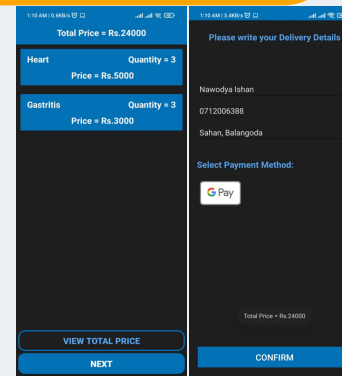 1:10 AM | 0.6KB/s
Total Price = Rs.24000
Heart Quantity = 3
Price = Rs.5000
Gastritis Quantity = 3
Price = Rs.3000
VIEW TOTAL PRICE
NEXT
1:10 AM | 3.4KB/s
Please write your Delivery Details
Nawodya Ishan
0712006388
Sahan, Balangoda
Select Payment Method:
G Pay
Total Price = Rs.24000
CONFIRM